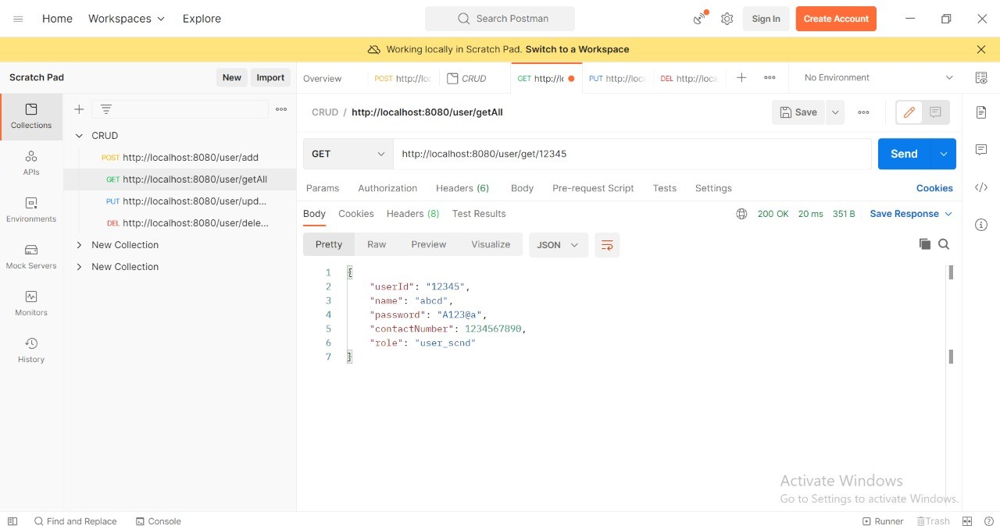 Home Workspaces Explore Search Postman Sign In Create Account
Working locally in Scratch Pad. Switch to a Workspace
Scratch Pad New Import
Overview POST http://loc CRUD GET http://lo PUT http://loca DEL http://loca No Environment
Collections
APIs
Environments
Mock Servers
Monitors
History
CRUD
POST http://localhost:8080/user/add
GET http://localhost:8080/user/getAll
PUT http://localhost:8080/user/upd...
DEL http://localhost:8080/user/dele...
New Collection
New Collection
CRUD / http://localhost:8080/user/getAll Save
GET http://localhost:8080/user/get/12345 Send
Params Authorization Headers (6) Body Pre-request Script Tests Settings Cookies
Body Cookies Headers (8) Test Results 200 OK 20 ms 351 B Save Response
Pretty Raw Preview Visualize JSON
1 {
2 "userId": "12345",
3 "name": "abcd",
4 "password": "A123@a",
5 "contactNumber": 1234567890,
6 "role": "user_scnd"
7 }
Activate Windows
Go to Settings to activate Windows.
Find and Replace Console Runner Trash